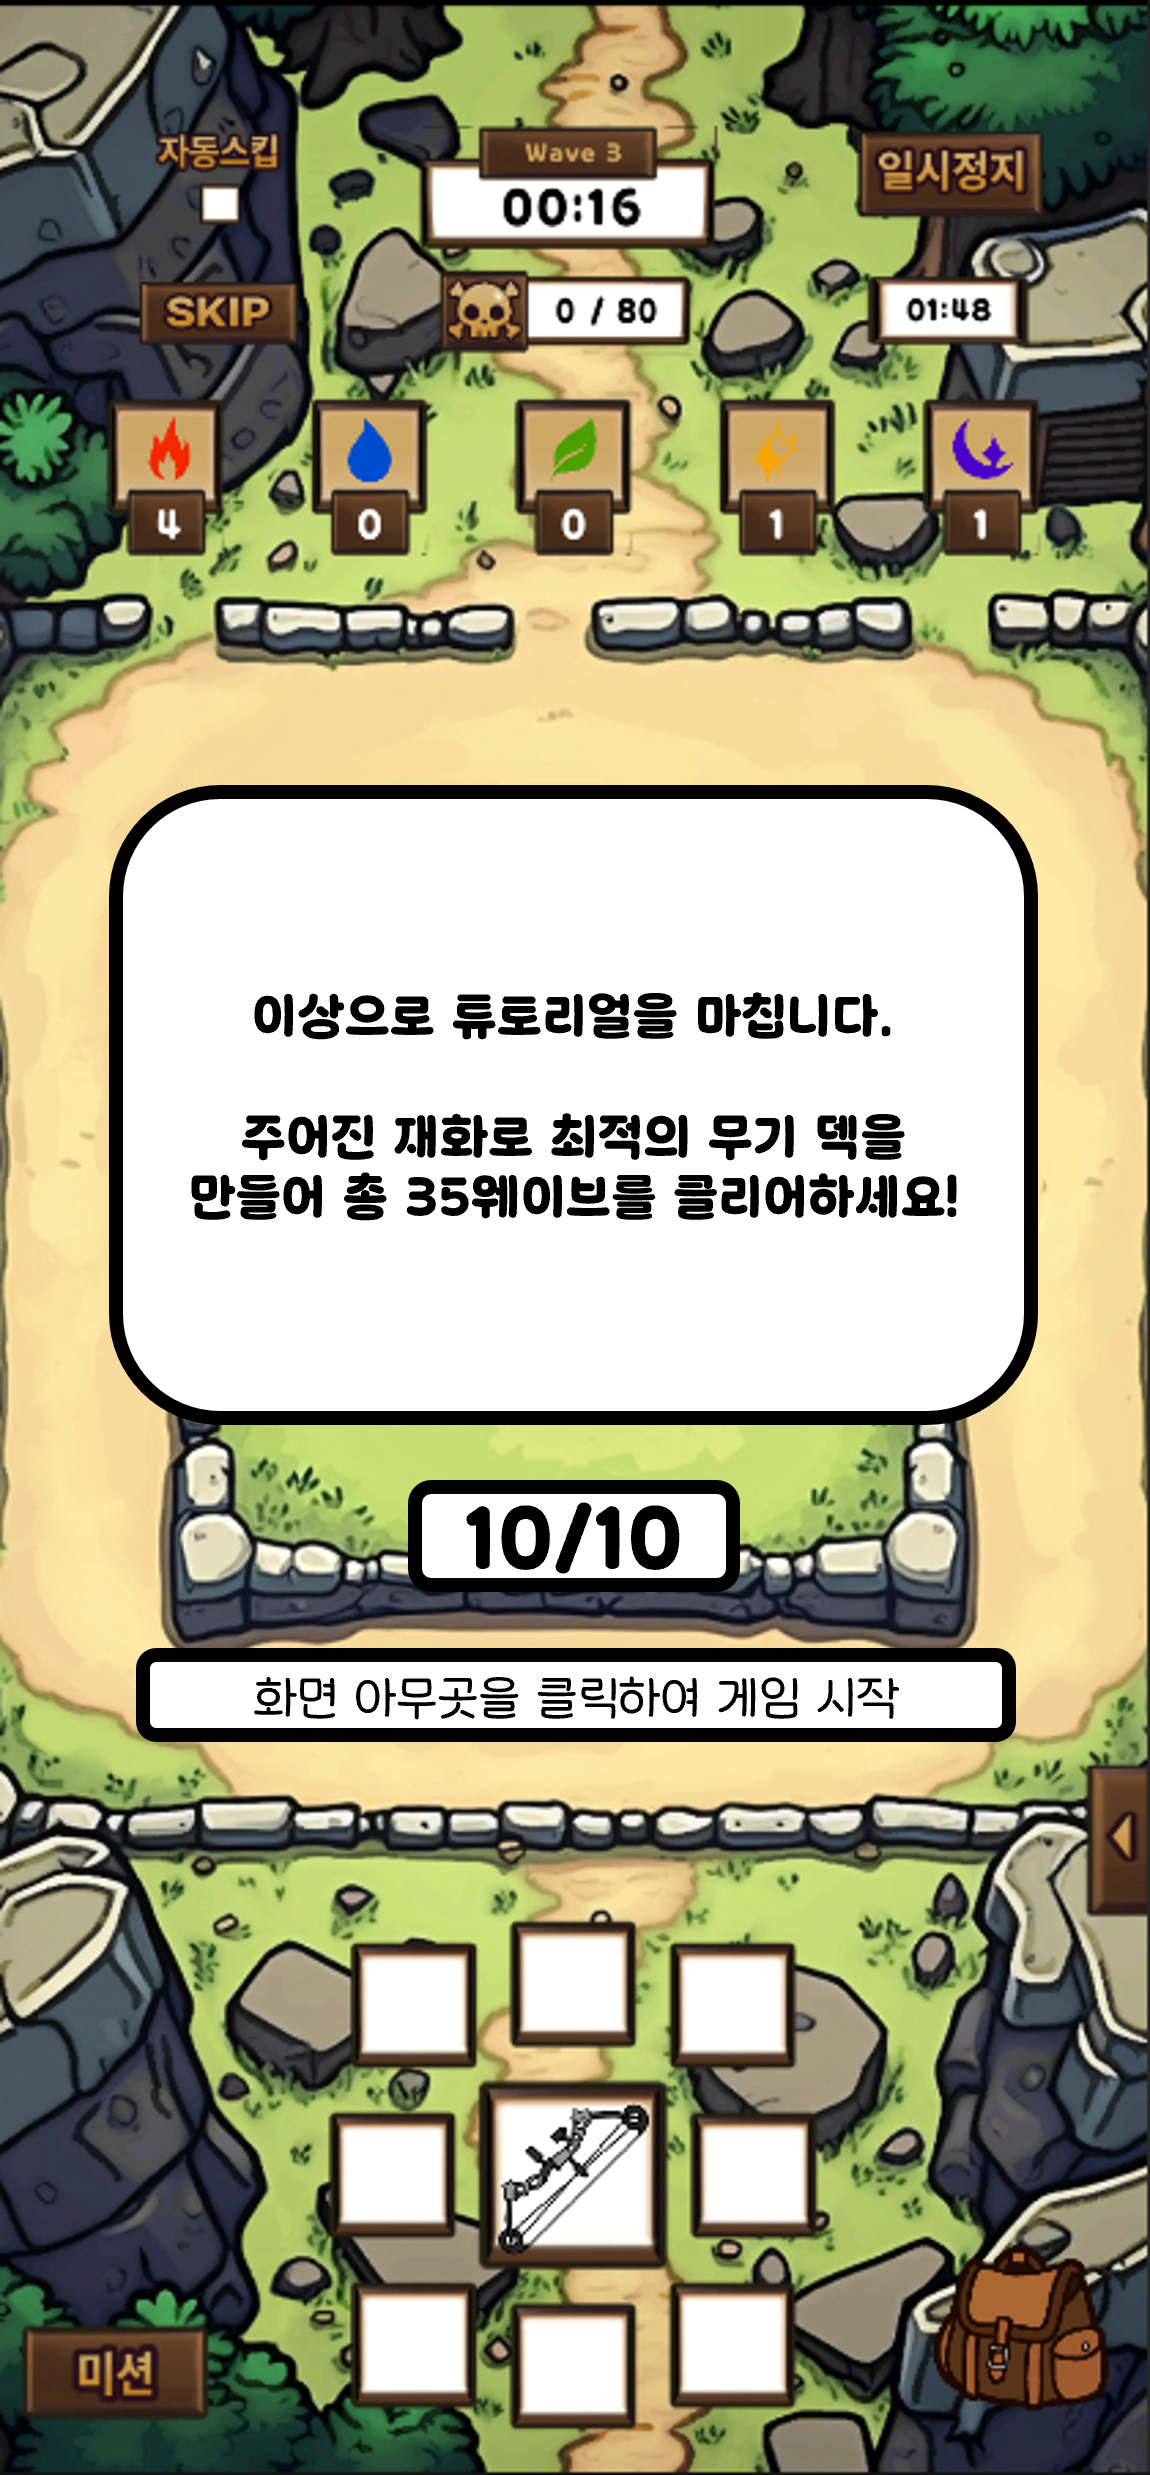 자동스킵
Wave 3
일시정지
00:16
SKIP
0 / 80
01:48
4
0
0
1
1
이상으로 튜토리얼을 마칩니다.
주어진 재화로 최적의 무기 덱을
만들어 총 35웨이브를 클리어하세요!
10/10
화면 아무곳을 클릭하여 게임 시작
미션